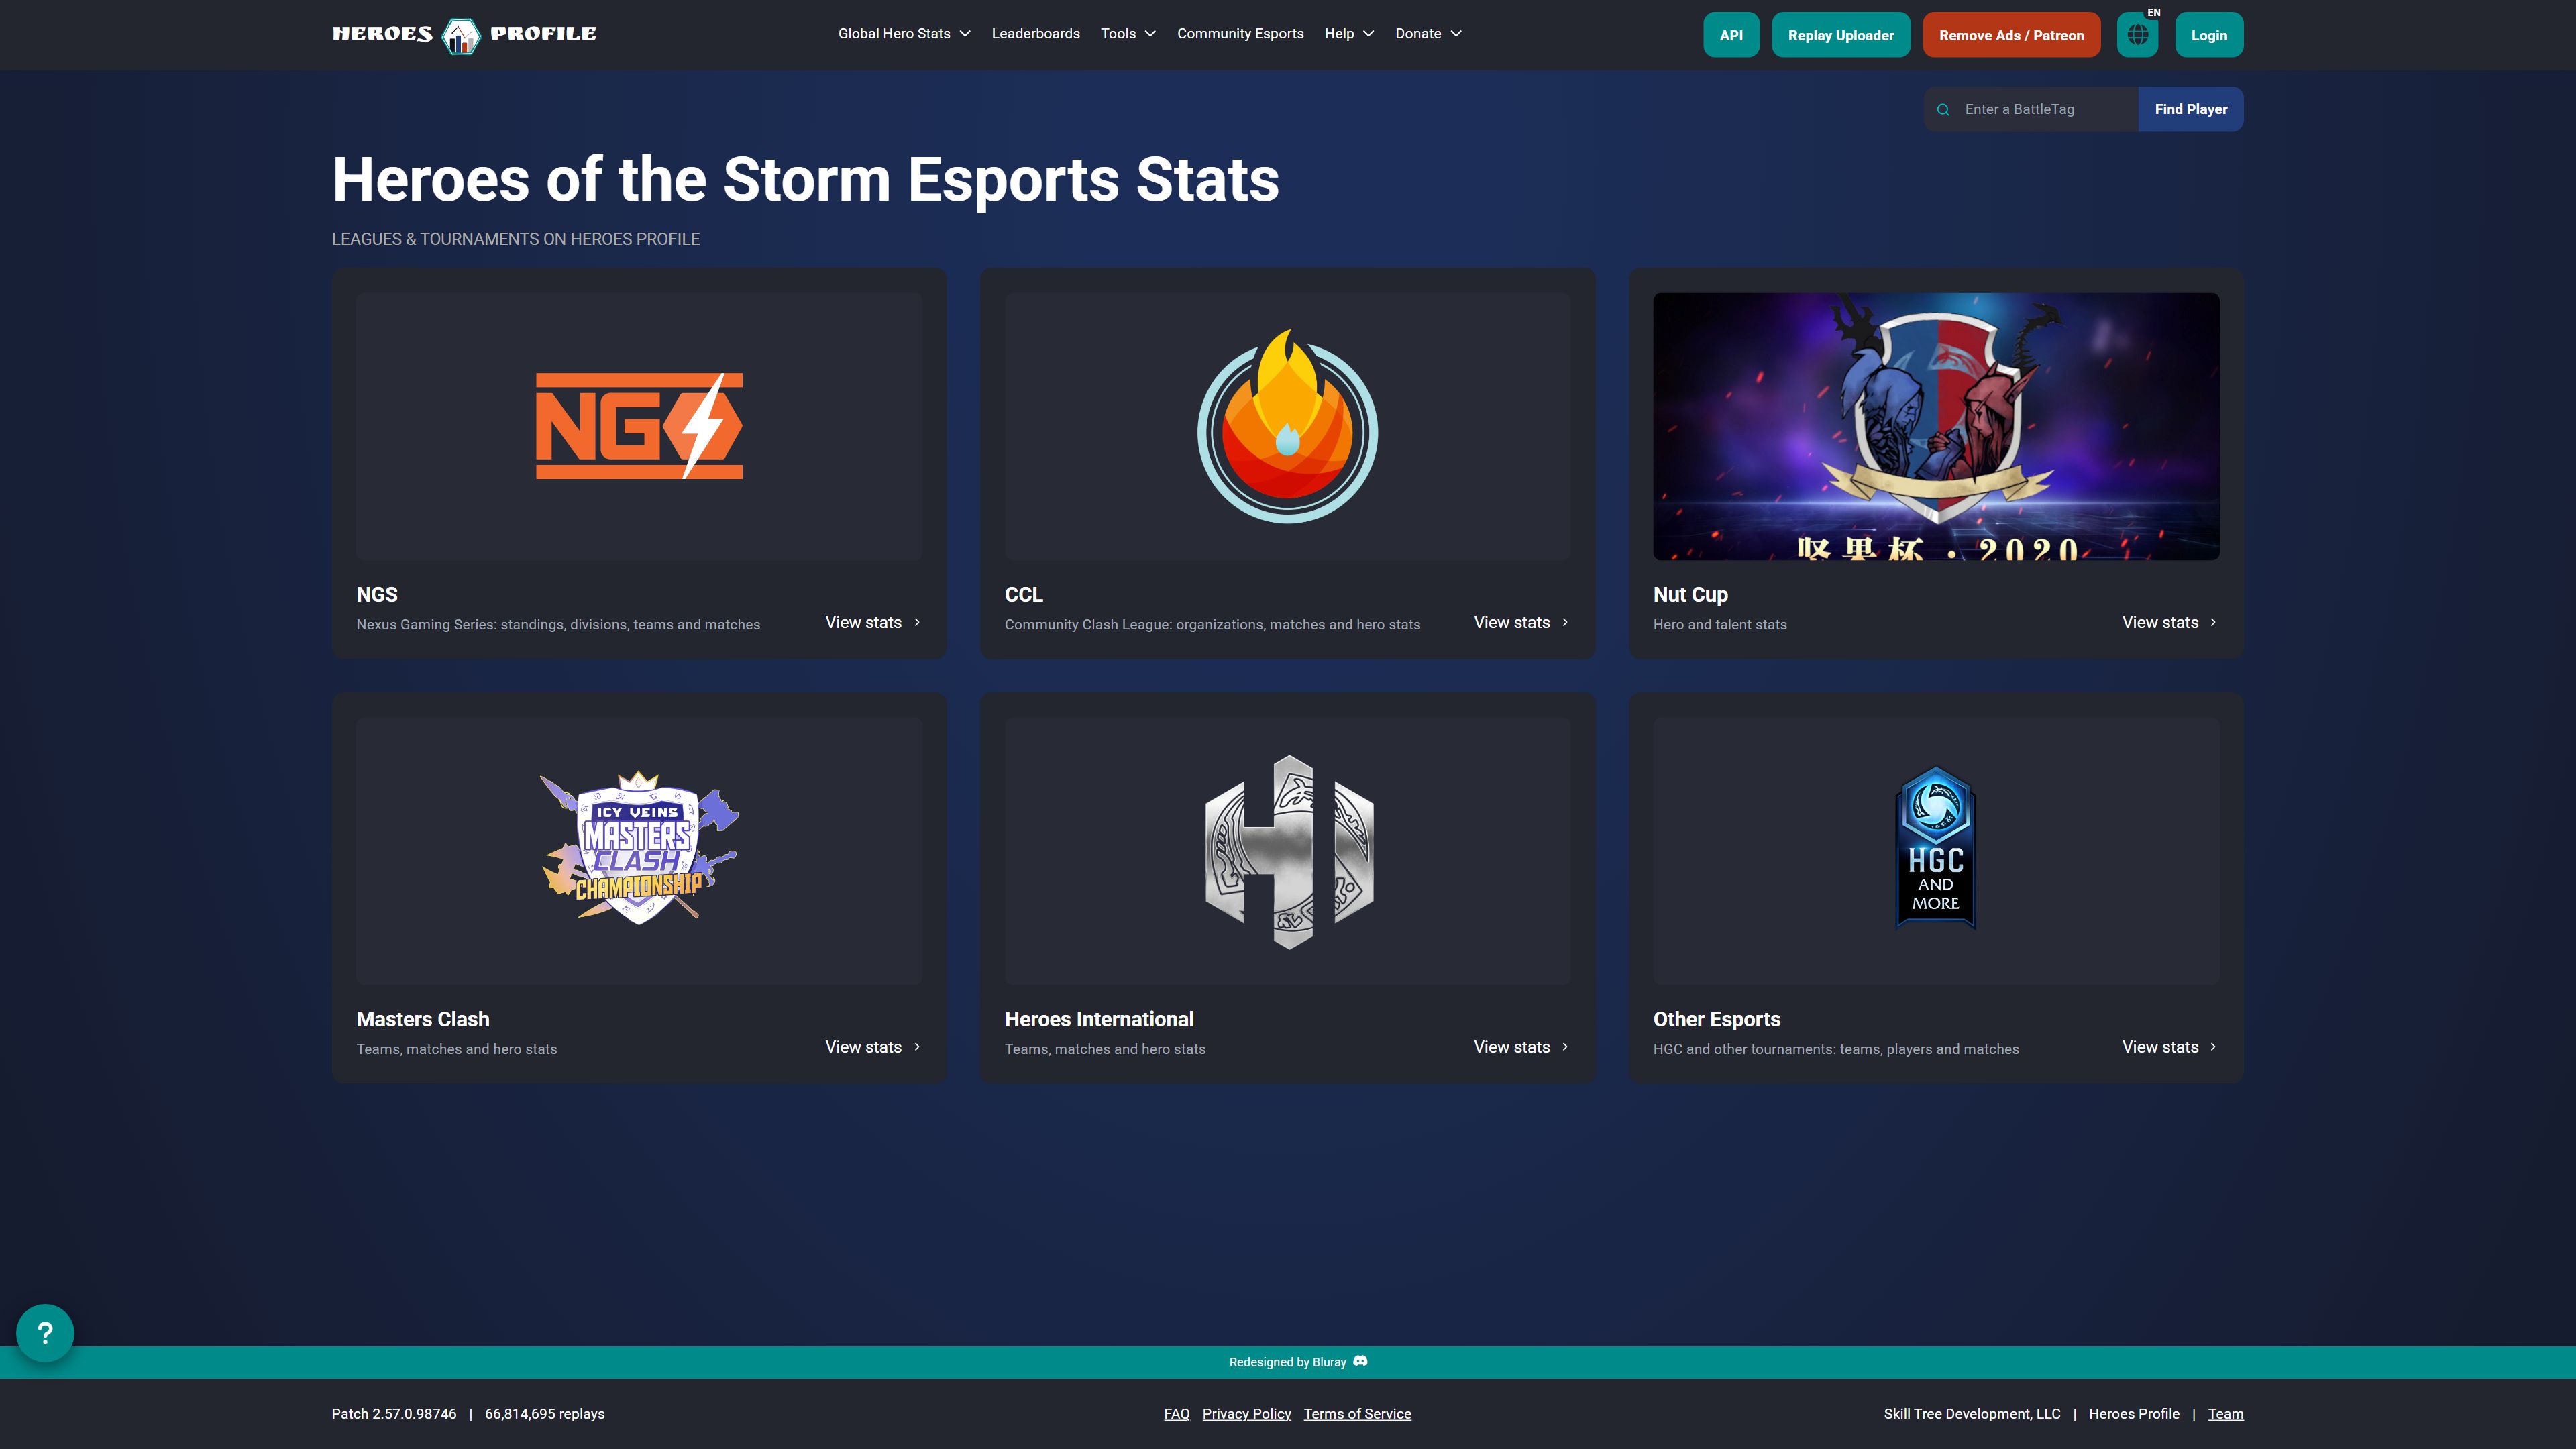 HEROES PROFILE
Global Hero Stats
Leaderboards
Tools
Community Esports
Help
Donate
API
Replay Uploader
Remove Ads / Patreon
EN
Login
Enter a BattleTag
Find Player
Heroes of the Storm Esports Stats
LEAGUES & TOURNAMENTS ON HEROES PROFILE
NGS
坚果杯 · 2020
NGS
Nexus Gaming Series: standings, divisions, teams and matches
View stats
CCL
Community Clash League: organizations, matches and hero stats
View stats
Nut Cup
Hero and talent stats
View stats
ICY VEINS
MASTERS
CLASH
CHAMPIONSHIP
HI
HGC
AND
MORE
Masters Clash
Teams, matches and hero stats
View stats
Heroes International
Teams, matches and hero stats
View stats
Other Esports
HGC and other tournaments: teams, players and matches
View stats
?
Redesigned by Bluray
Patch 2.57.0.98746 | 66,814,695 replays
FAQ Privacy Policy Terms of Service
Skill Tree Development, LLC | Heroes Profile | Team